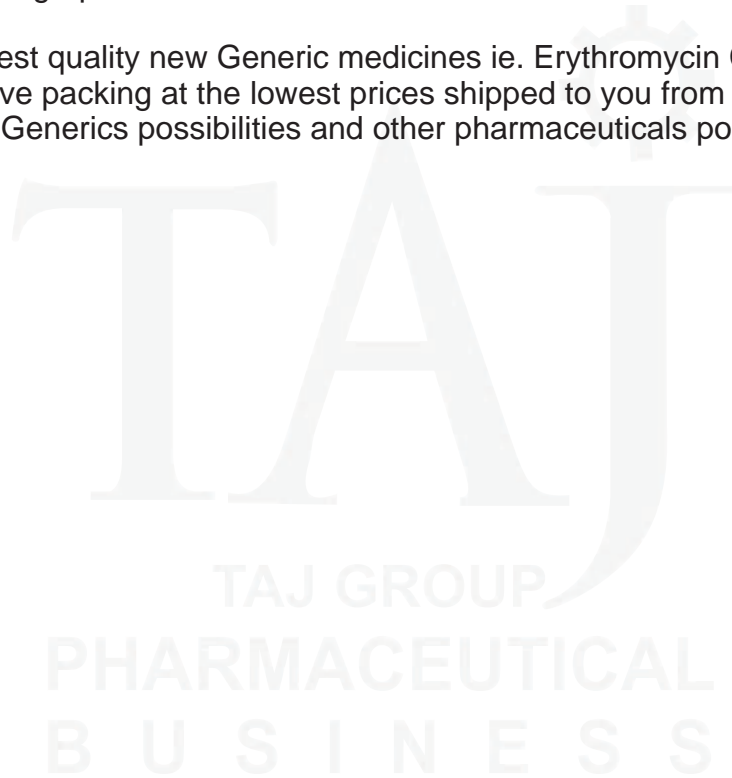 est quality new Generic medicines ie. Erythromycin
ve packing at the lowest prices shipped to you from
Generics possibilities and other pharmaceuticals po
TAJ
TAJ GROUP
PHARMACEUTICAL
BUSINESS